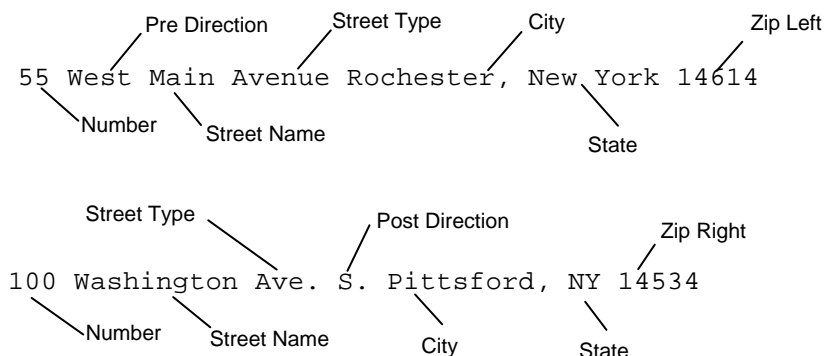 Pre Direction Street Type City Zip Left
55 West Main Avenue Rochester, New York 14614
Number Street Name State
Street Type Post Direction Zip Right
100 Washington Ave. S. Pittsford, NY 14534
Number Street Name City State